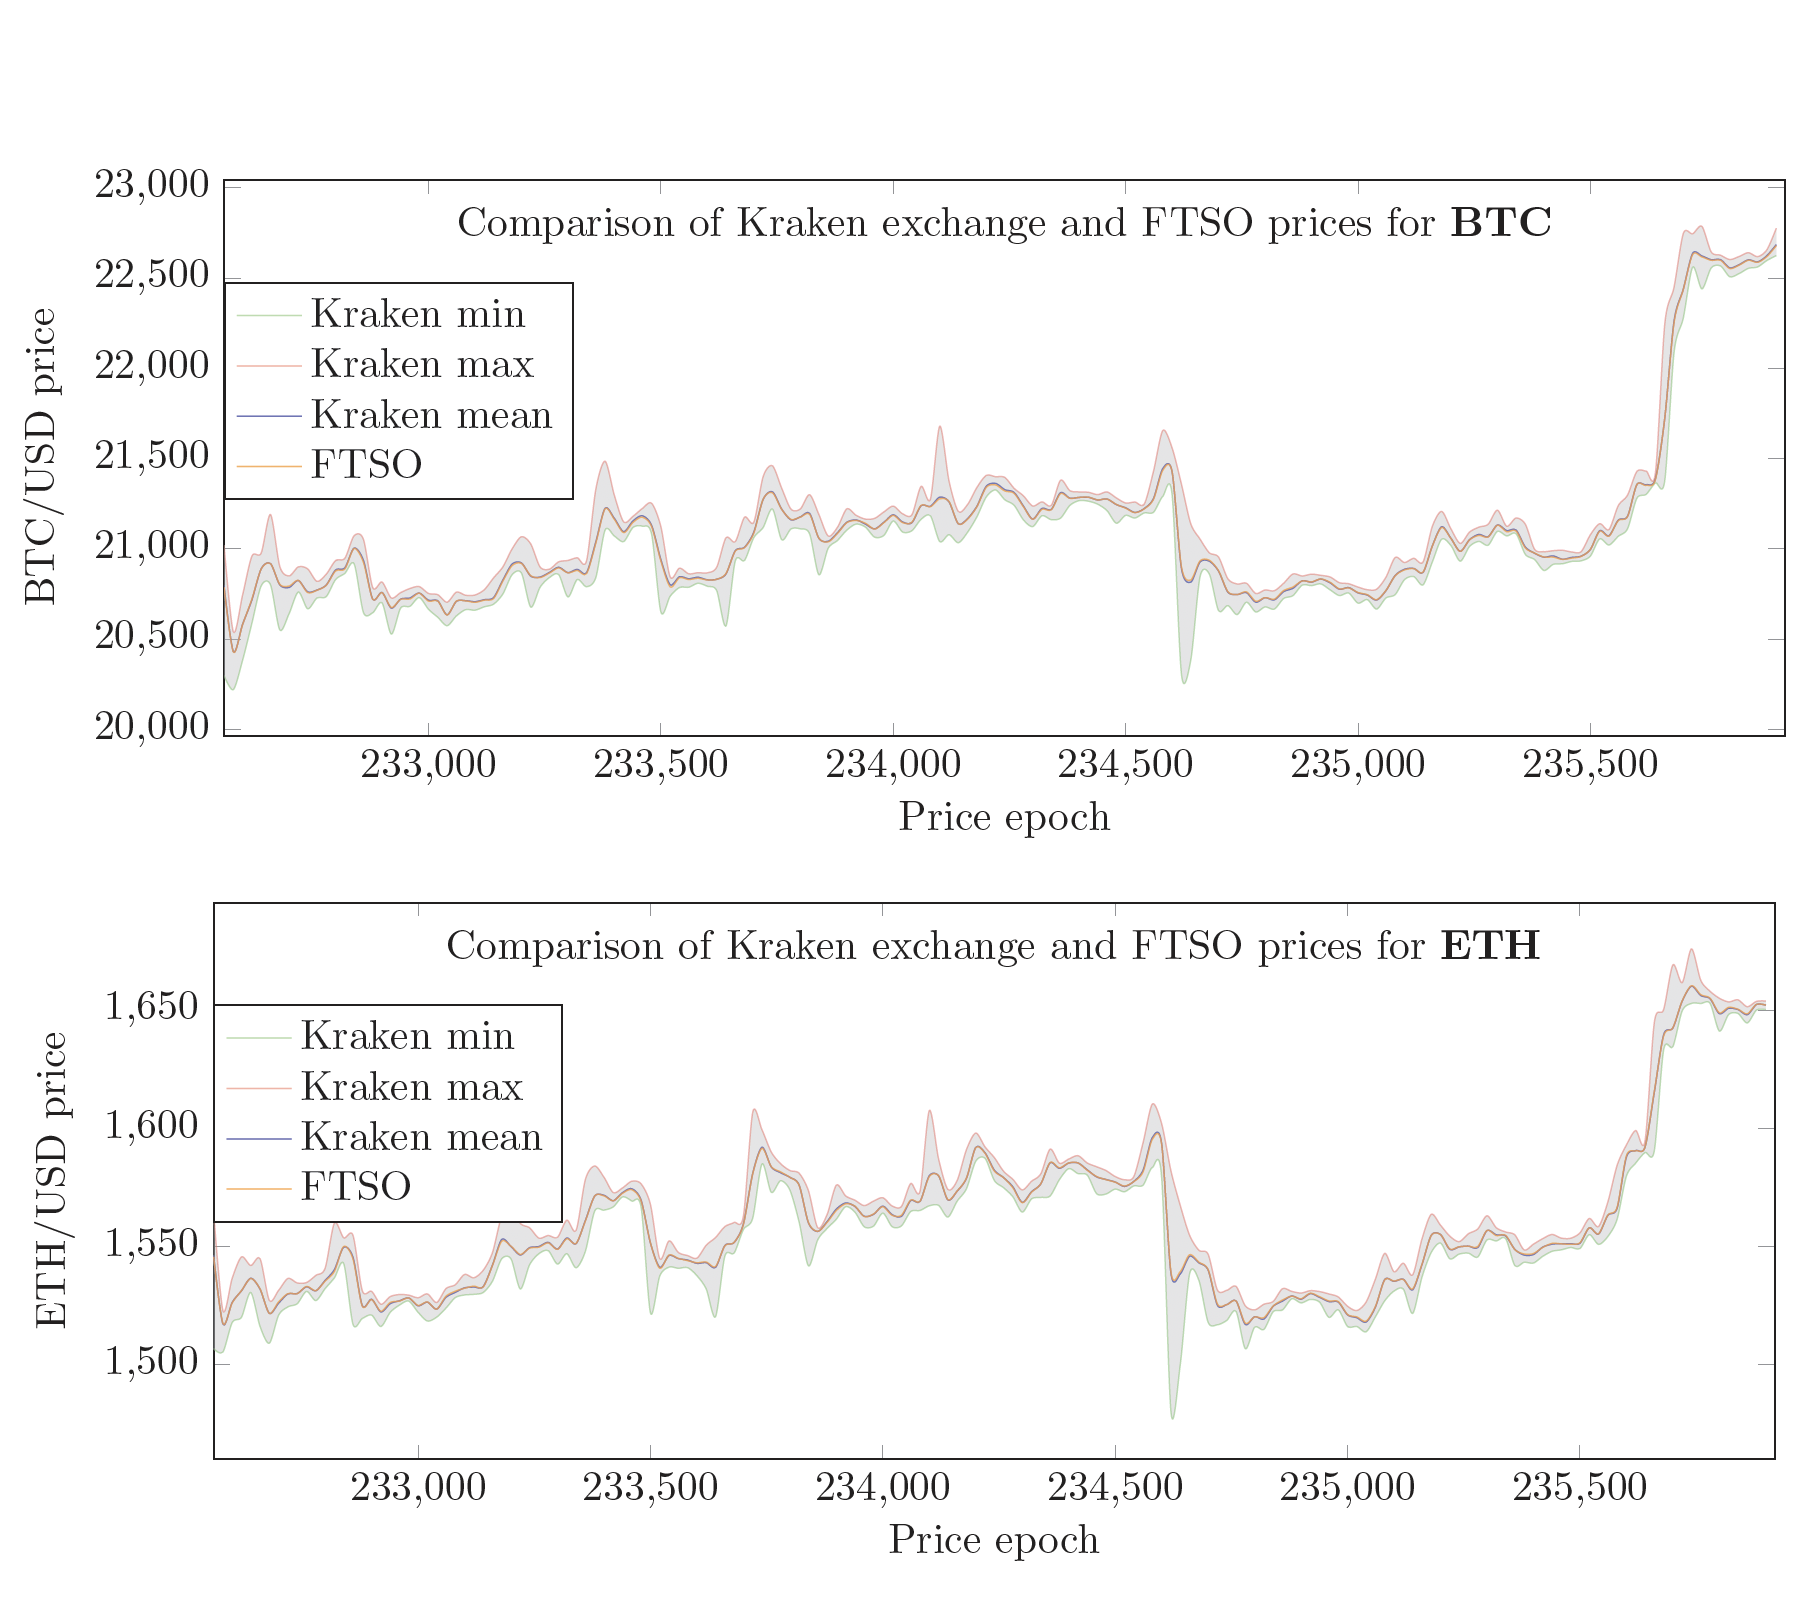 Comparison of Kraken exchange and FTSO prices for BTC
23,000
22,500
22,000
21,500
21,000
20,500
20,000
BTC/USD price
Kraken min
Kraken max
Kraken mean
FTSO
233,000 233,500 234,000 234,500 235,000 235,500
Price epoch
Comparison of Kraken exchange and FTSO prices for ETH
1,650
1,600
1,550
1,500
ETH/USD price
Kraken min
Kraken max
Kraken mean
FTSO
233,000 233,500 234,000 234,500 235,000 235,500
Price epoch